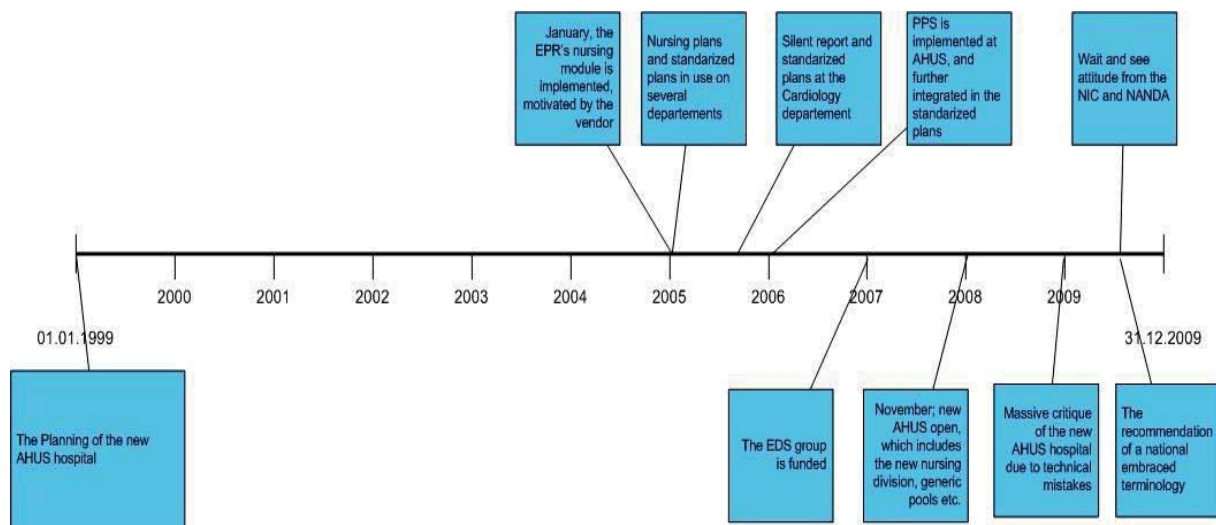 January, the
EPR's nursing
module is
implemented,
motivated by the
vendor
Nursing plans
and standarized
plans in use on
several
departements
Silent report and
standarized
plans at the
Cardiology
departement
PPS is
implemented at
AHUS, and
further
integrated in the
standarized
plans
Wait and see
attitude from the
NIC and NANDA
2000
2001
2002
2003
2004
2005
2006
2007
2008
2009
01.01.1999
31.12.2009
The Planning of the new
AHUS hospital
The EDS group
is funded
November; new
AHUS open,
which includes
the new nursing
division, generic
pools etc.
Massive critique
of the new
AHUS hospital
due to technical
mistakes
The
recommendation
of a national
embraced
terminology